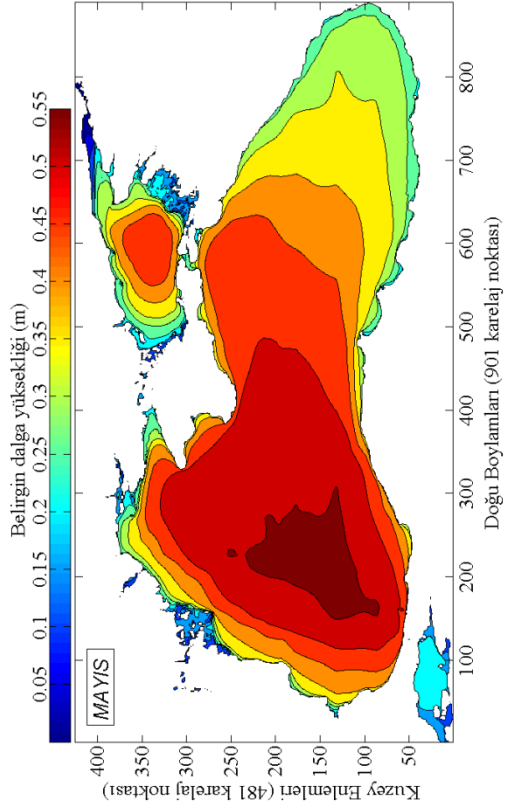 Belirgin dalga yüksekliği (m)
0.05 0.1 0.15 0.2 0.25 0.3 0.35 0.4 0.45 0.5 0.55
MAYIS
Kuzey Enlemleri (481 karelaj noktası)
400
350
300
250
200
150
100
50
100 200 300 400 500 600 700 800
Doğu Boylamları (901 karelaj noktası)